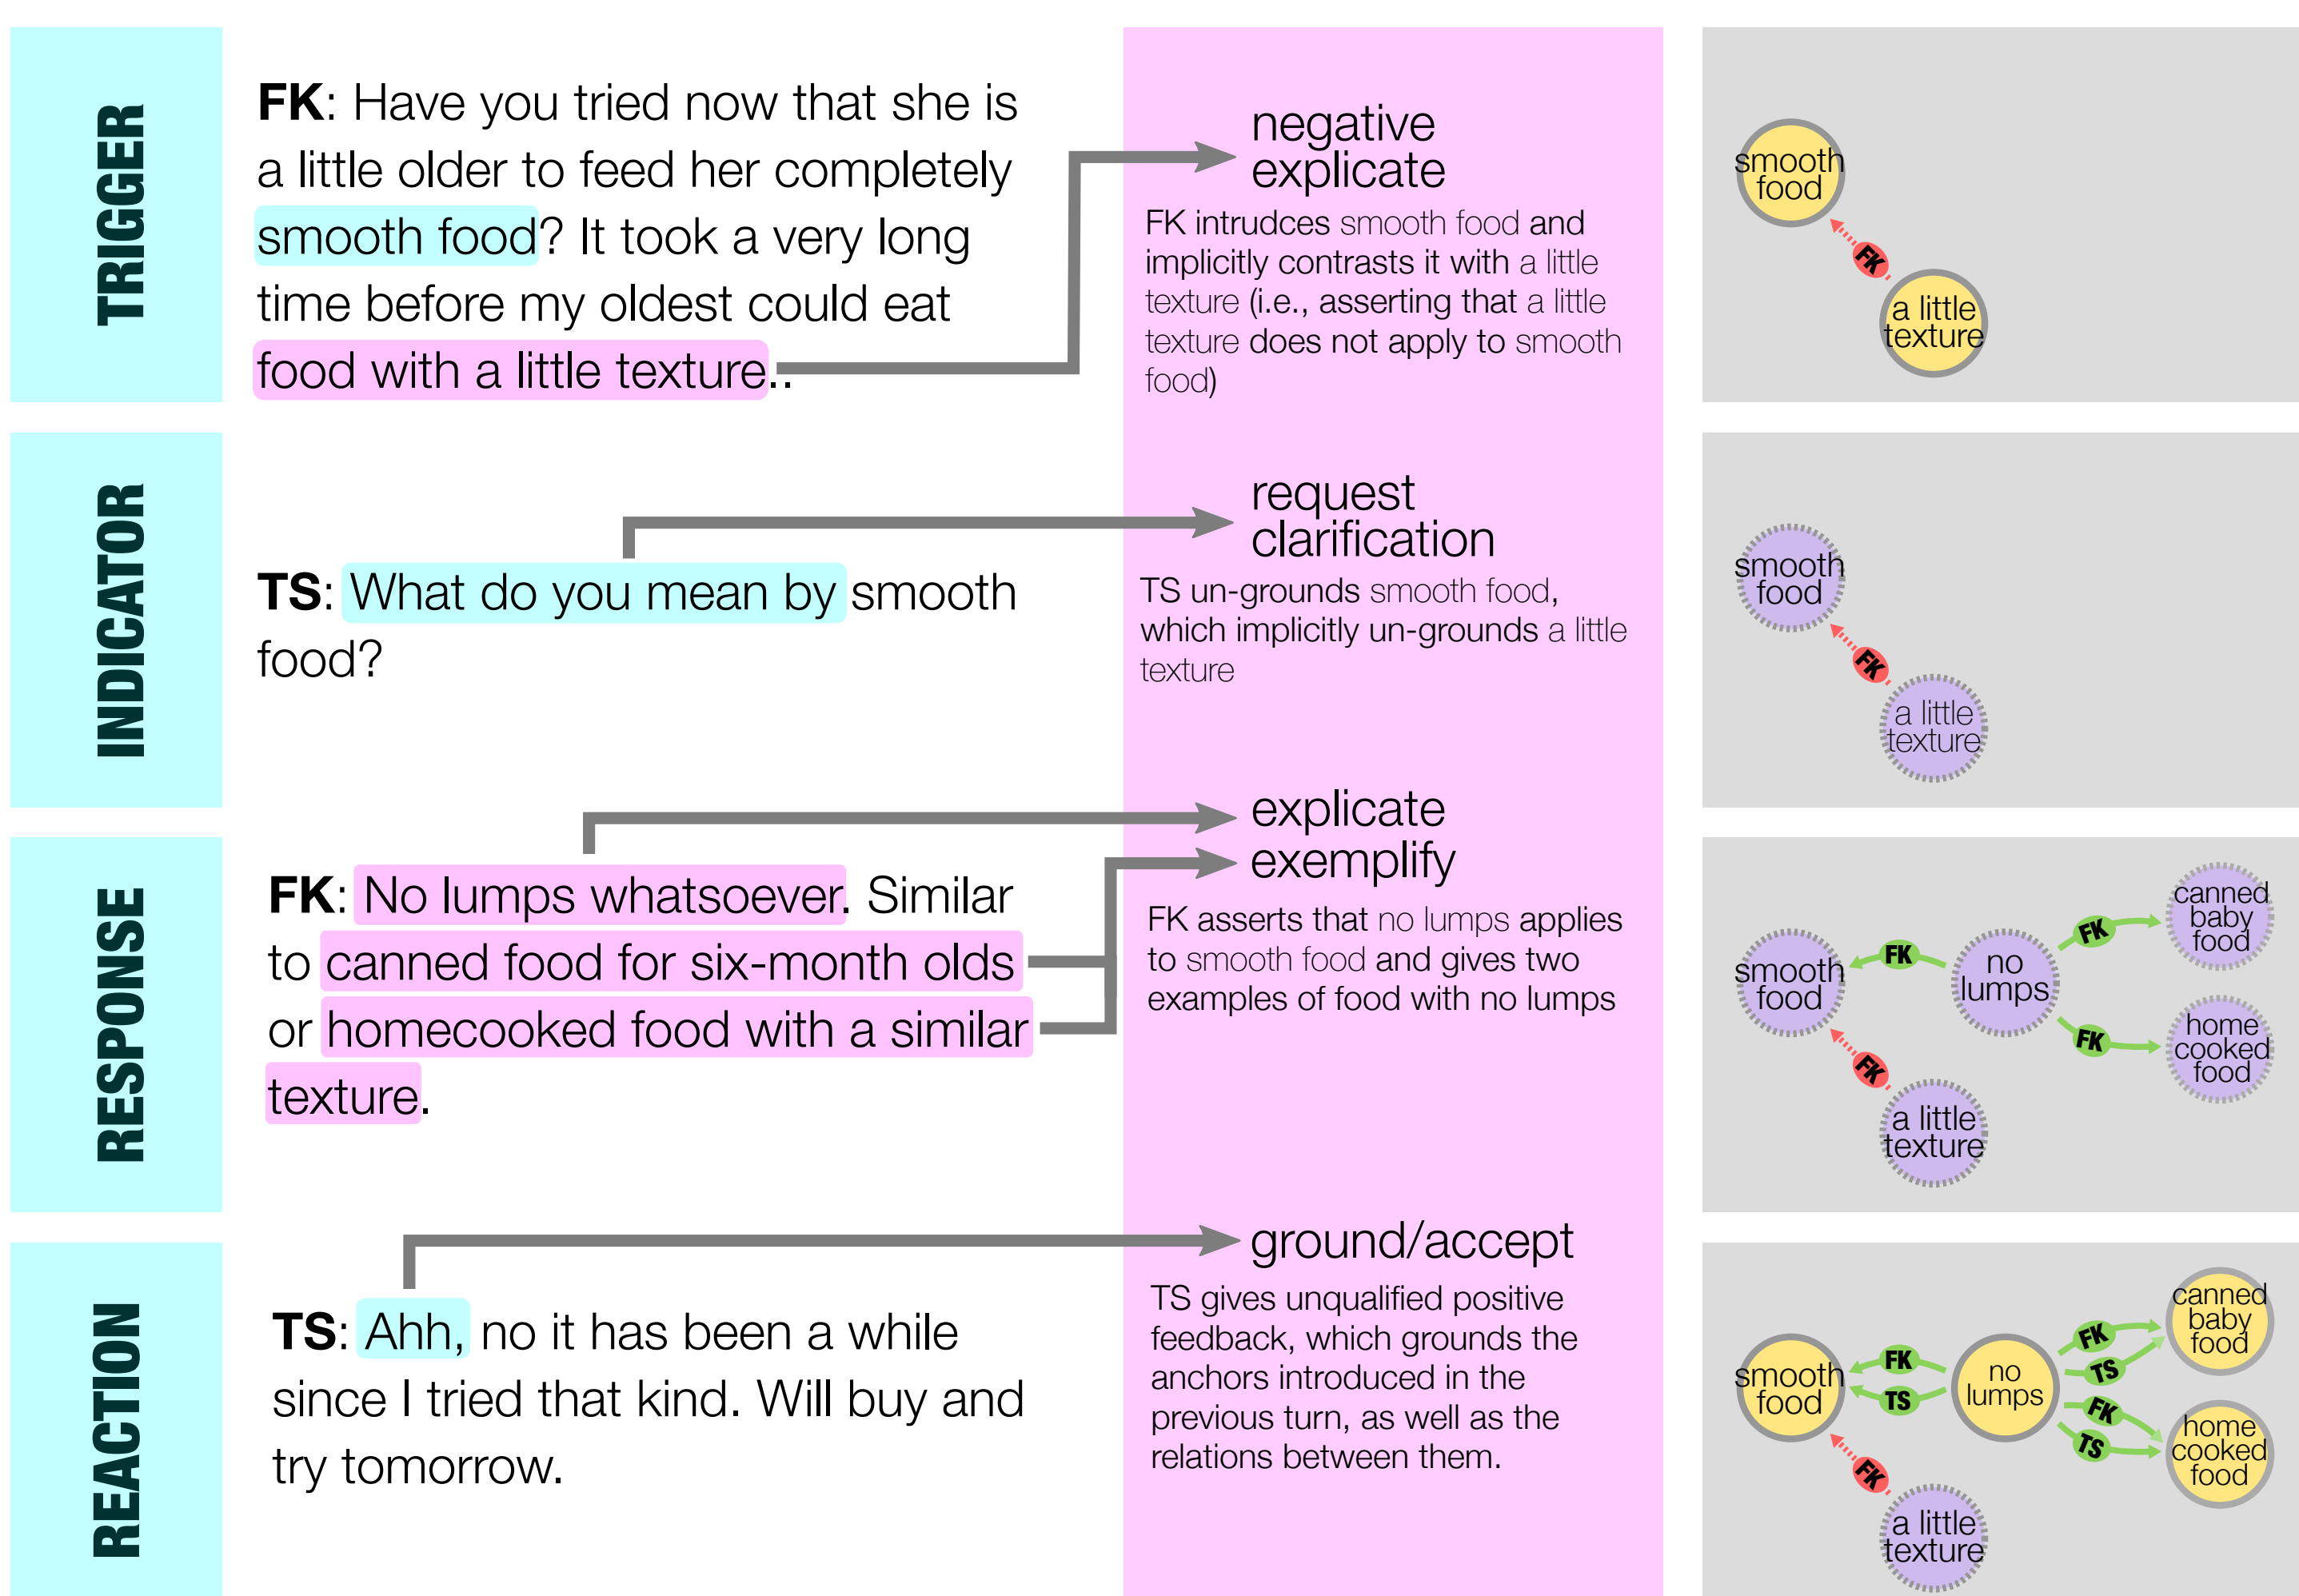 TRIGGER
FK: Have you tried now that she is
a little older to feed her completely
smooth food? It took a very long
time before my oldest could eat
food with a little texture..
negative
explicate
FK intrudces smooth food and
implicitly contrasts it with a little
texture (i.e., asserting that a little
texture does not apply to smooth
food)
smooth
food
FK
a little
texture
INDICATOR
TS: What do you mean by smooth
food?
request
clarification
TS un-grounds smooth food,
which implicitly un-grounds a little
texture
smooth
food
FK
a little
texture
RESPONSE
FK: No lumps whatsoever. Similar
to canned food for six-month olds
or homecooked food with a similar
texture.
explicate
exemplify
FK asserts that no lumps applies
to smooth food and gives two
examples of food with no lumps
smooth
food
FK
no
lumps
FK
canned
baby
food
FK
home
cooked
food
FK
a little
texture
REACTION
TS: Ahh, no it has been a while
since I tried that kind. Will buy and
try tomorrow.
ground/accept
TS gives unqualified positive
feedback, which grounds the
anchors introduced in the
previous turn, as well as the
relations between them.
smooth
food
FK
TS
no
lumps
FK
TS
canned
baby
food
FK
TS
home
cooked
food
FK
a little
texture